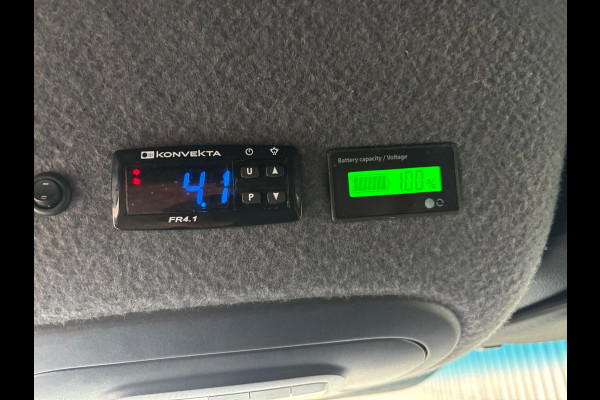 KONVEKTA
4.1
U
P
FR4.1
Battery capacity / Voltage
100%